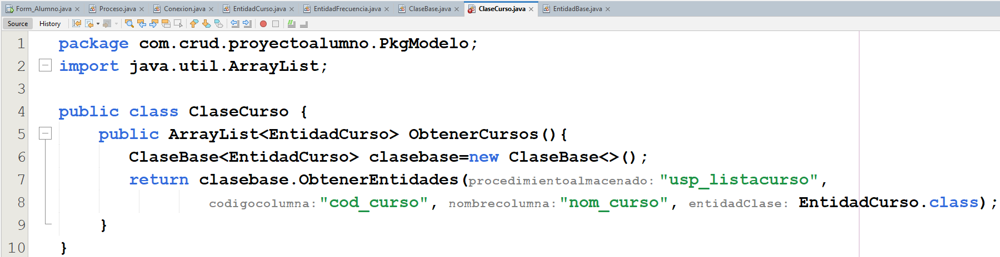 Form_Alumno.java Proceso.java Conexion.java EntidadCurso.java EntidadFrecuencia.java ClaseBase.java ClaseCurso.java EntidadBase.java
Source History
1 package com.crud.proyectoalumno.PkgModelo;
2 import java.util.ArrayList;
3
4 public class ClaseCurso {
5 public ArrayList<EntidadCurso> ObtenerCursos(){
6 ClaseBase<EntidadCurso> clasebase=new ClaseBase<>();
7 return clasebase.ObtenerEntidades(procedimientoalmacenado: "usp_listacurso",
8 codigocolumna: "cod_curso", nombrecolumna: "nom_curso", entidadClase: EntidadCurso.class);
9 }
10 }